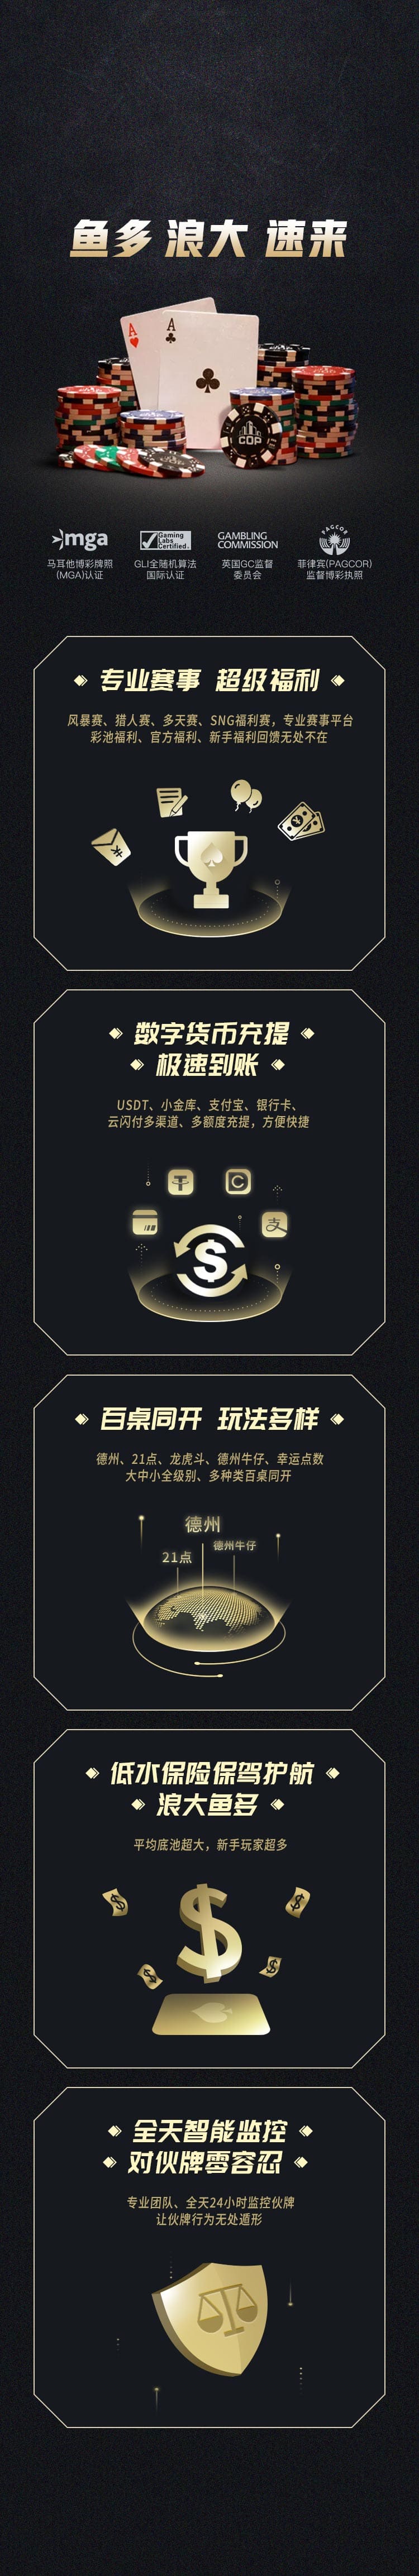 鱼多 浪大 速来
A
A
COP
mga
Gaming Labs Certified
GAMBLING COMMISSION
PAGCOR
马耳他博彩牌照
(MGA)认证
GLI全随机算法
国际认证
英国GC监督
委员会
菲律宾(PAGCOR)
监督博彩执照
专业赛事 超级福利
风暴赛、猎人赛、多天赛、SNG福利赛，专业赛事平台
彩池福利、官方福利、新手福利回馈无处不在
数字货币充提
极速到账
USDT、小金库、支付宝、银行卡、
云闪付多渠道、多额度充提，方便快捷
支
$
百桌同开 玩法多样
德州、21点、龙虎斗、德州牛仔、幸运点数
大中小全级别、多种类百桌同开
德州
德州牛仔
21点
低水保险保驾护航
浪大鱼多
平均底池超大，新手玩家超多
$
全天智能监控
对伙牌零容忍
专业团队、全天24小时监控伙牌
让伙牌行为无处遁形